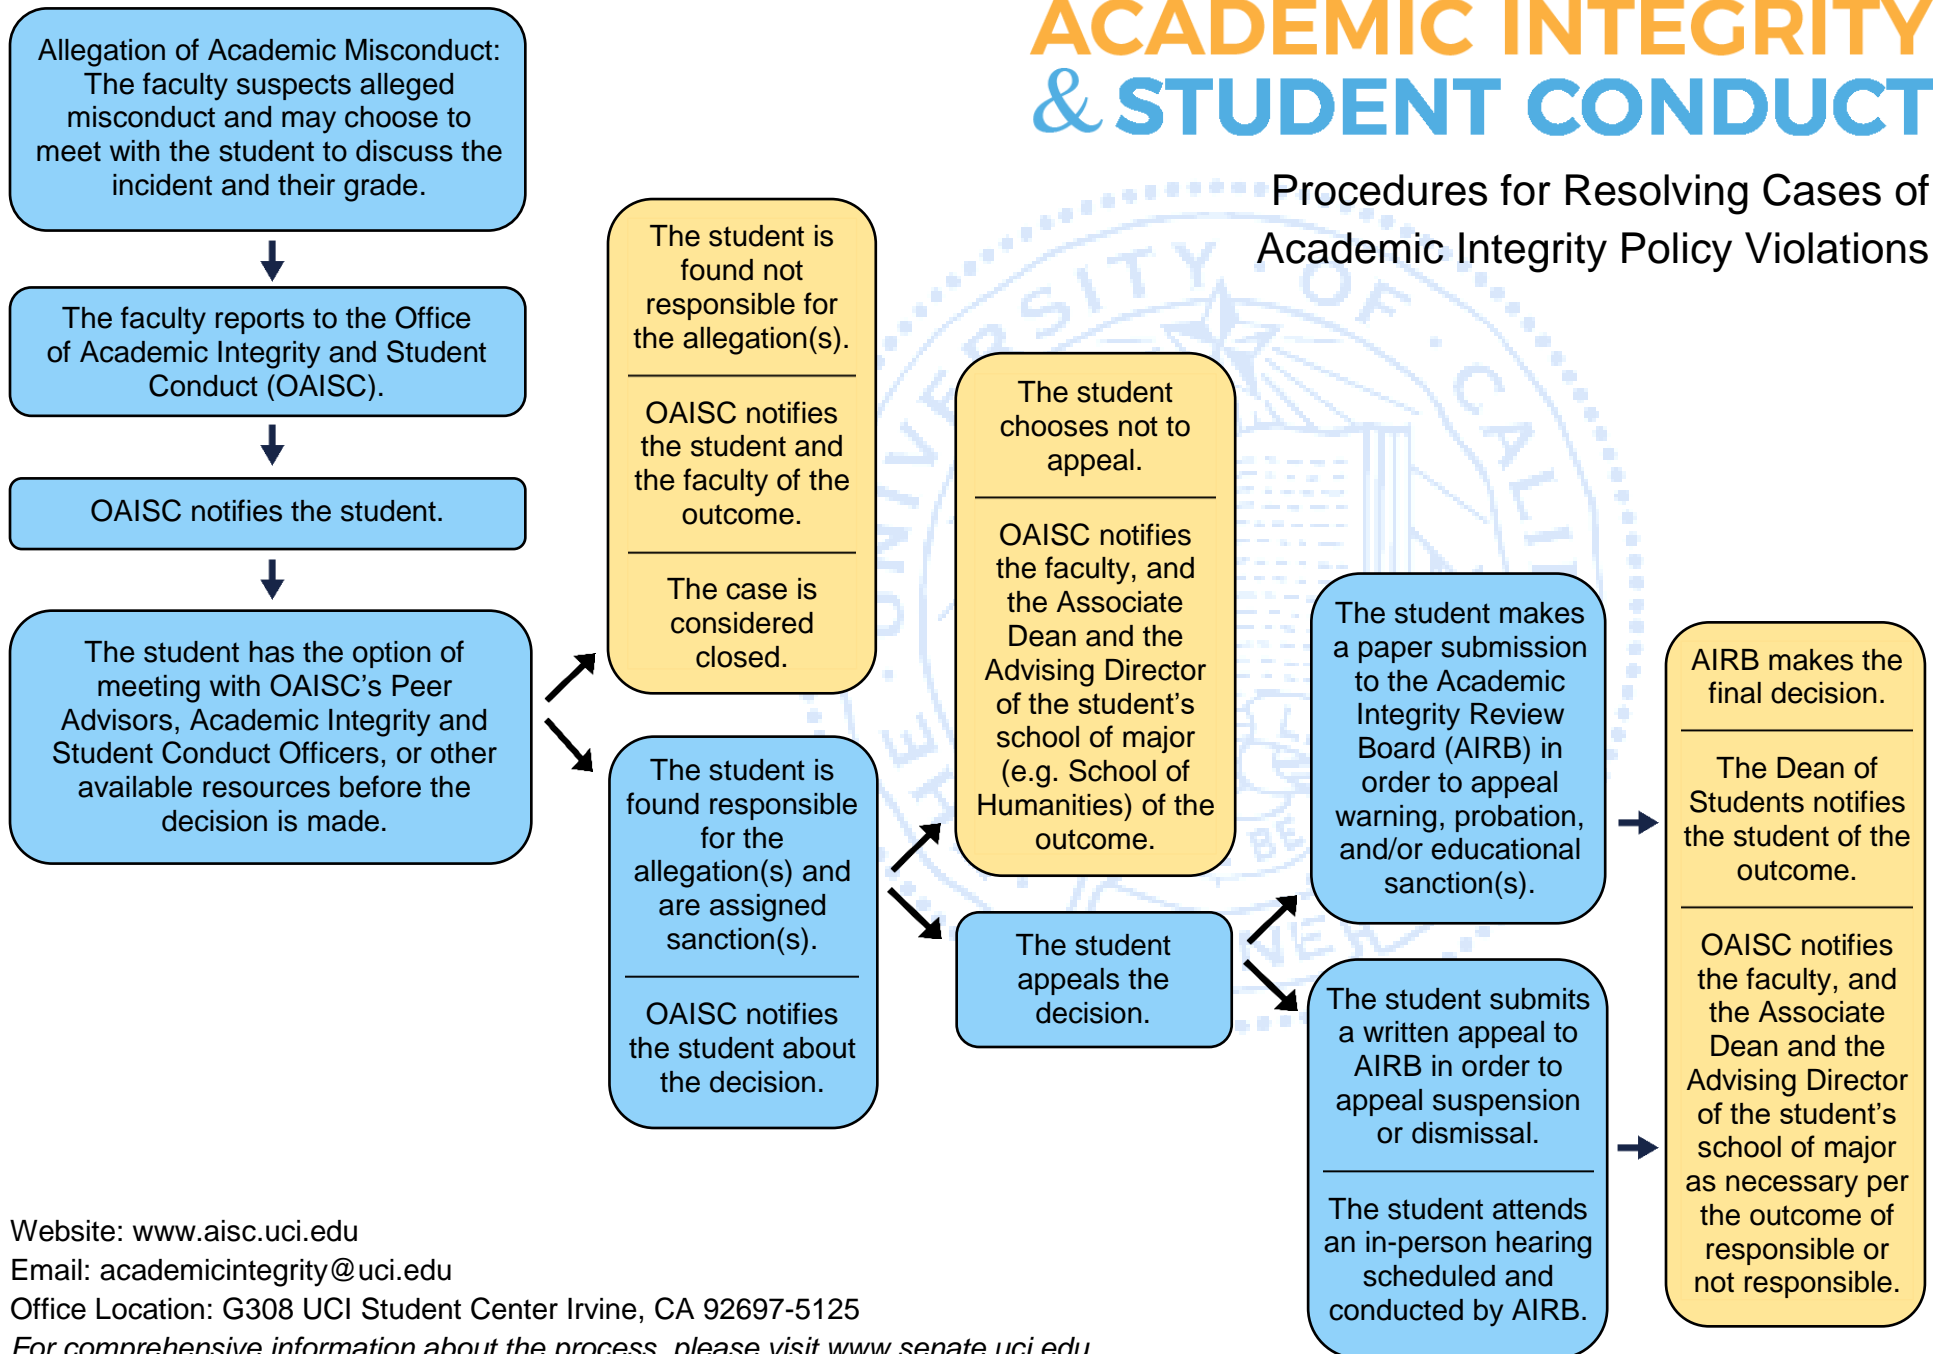 ACADEMIC INTEGRITY
& STUDENT CONDUCT
Procedures for Resolving Cases of
Academic Integrity Policy Violations
Allegation of Academic Misconduct:
The faculty suspects alleged
misconduct and may choose to
meet with the student to discuss the
incident and their grade.
The faculty reports to the Office
of Academic Integrity and Student
Conduct (OAISC).
OAISC notifies the student.
The student has the option of
meeting with OAISC’s Peer
Advisors, Academic Integrity and
Student Conduct Officers, or other
available resources before the
decision is made.
The student is
found not
responsible for
the allegation(s).
OAISC notifies
the student and
the faculty of the
outcome.
The case is
considered
closed.
The student is
found responsible
for the
allegation(s) and
are assigned
sanction(s).
OAISC notifies
the student about
the decision.
The student
chooses not to
appeal.
OAISC notifies
the faculty, and
the Associate
Dean and the
Advising Director
of the student’s
school of major
(e.g. School of
Humanities) of the
outcome.
The student
appeals the
decision.
The student makes
a paper submission
to the Academic
Integrity Review
Board (AIRB) in
order to appeal
warning, probation,
and/or educational
sanction(s).
The student submits
a written appeal to
AIRB in order to
appeal suspension
or dismissal.
The student attends
an in-person hearing
scheduled and
conducted by AIRB.
AIRB makes the
final decision.
The Dean of
Students notifies
the student of the
outcome.
OAISC notifies
the faculty, and
the Associate
Dean and the
Advising Director
of the student’s
school of major
as necessary per
the outcome of
responsible or
not responsible.
Website: www.aisc.uci.edu
Email: academicintegrity@uci.edu
Office Location: G308 UCI Student Center Irvine, CA 92697-5125
For comprehensive information about the process, please visit www.senate.uci.edu
UNIVERSITY OF